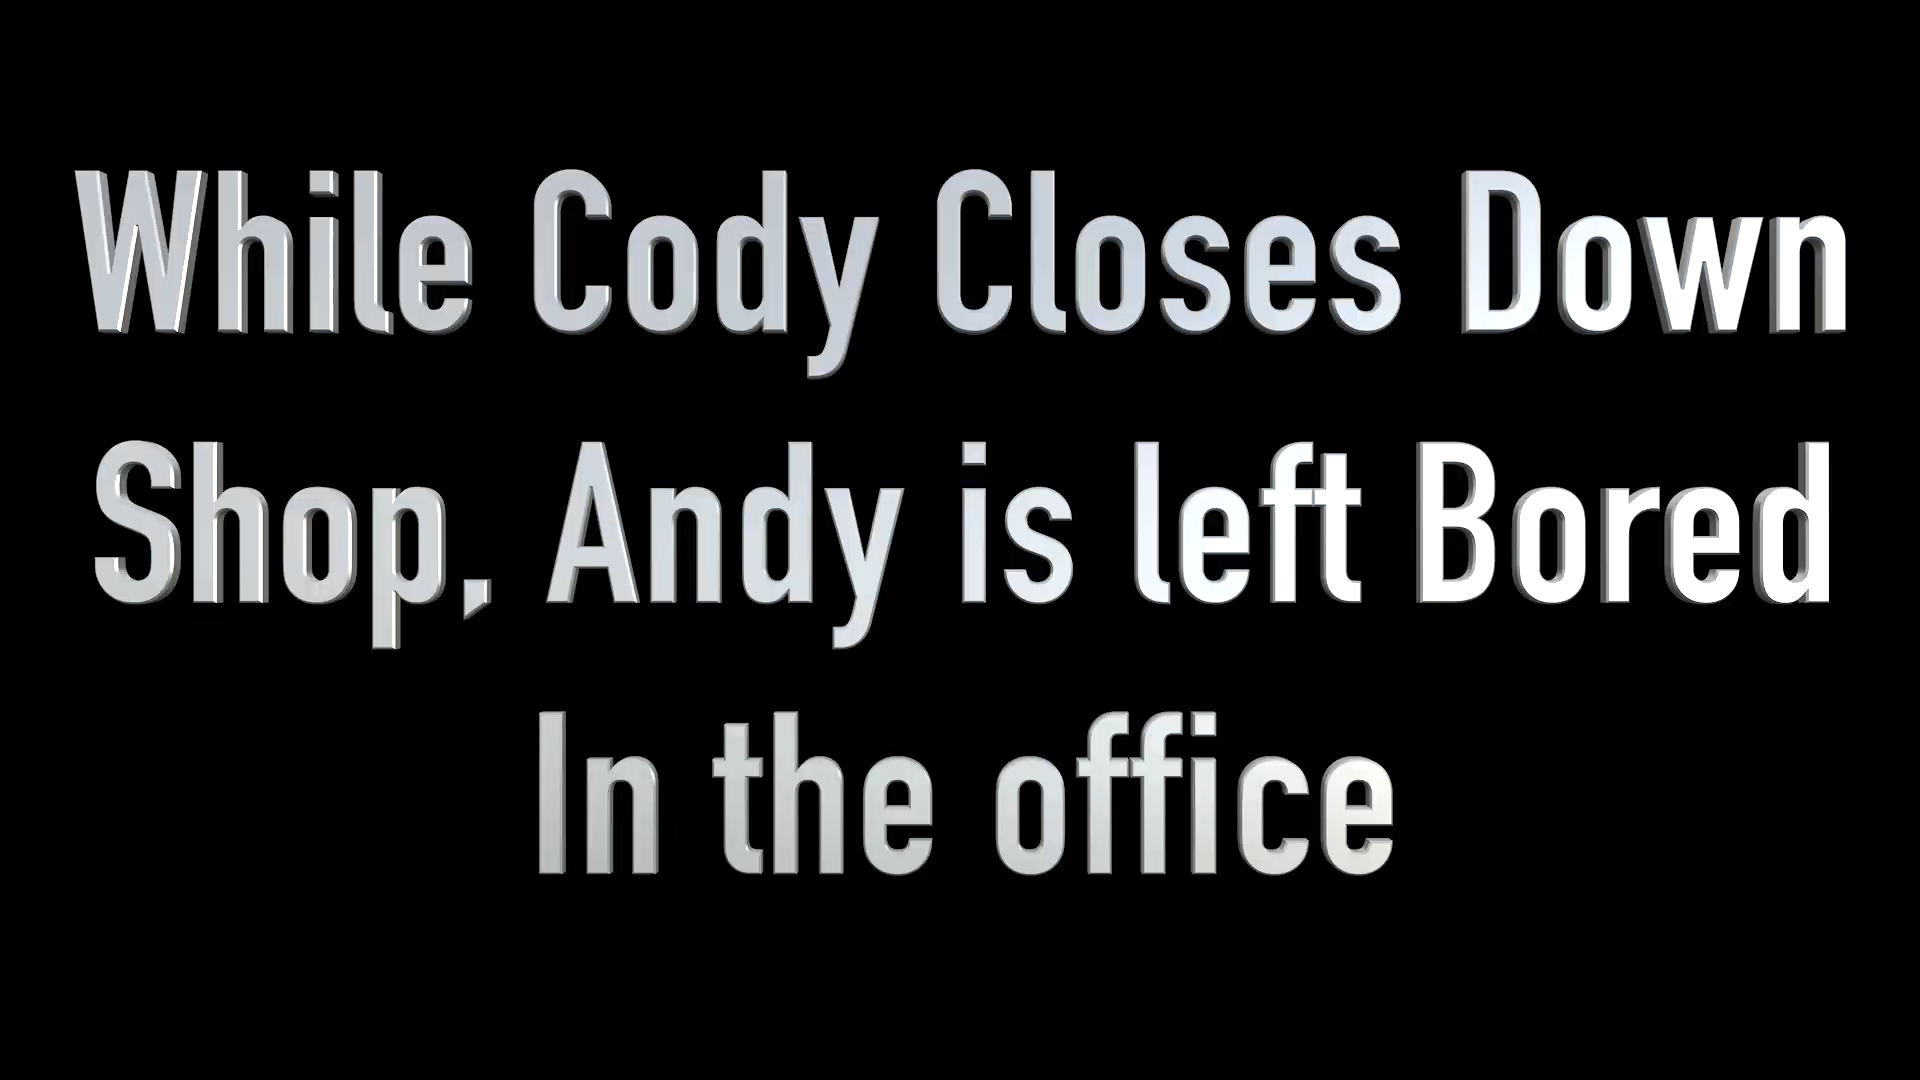 While Cody Closes Down
Shop, Andy is left Bored
In the office